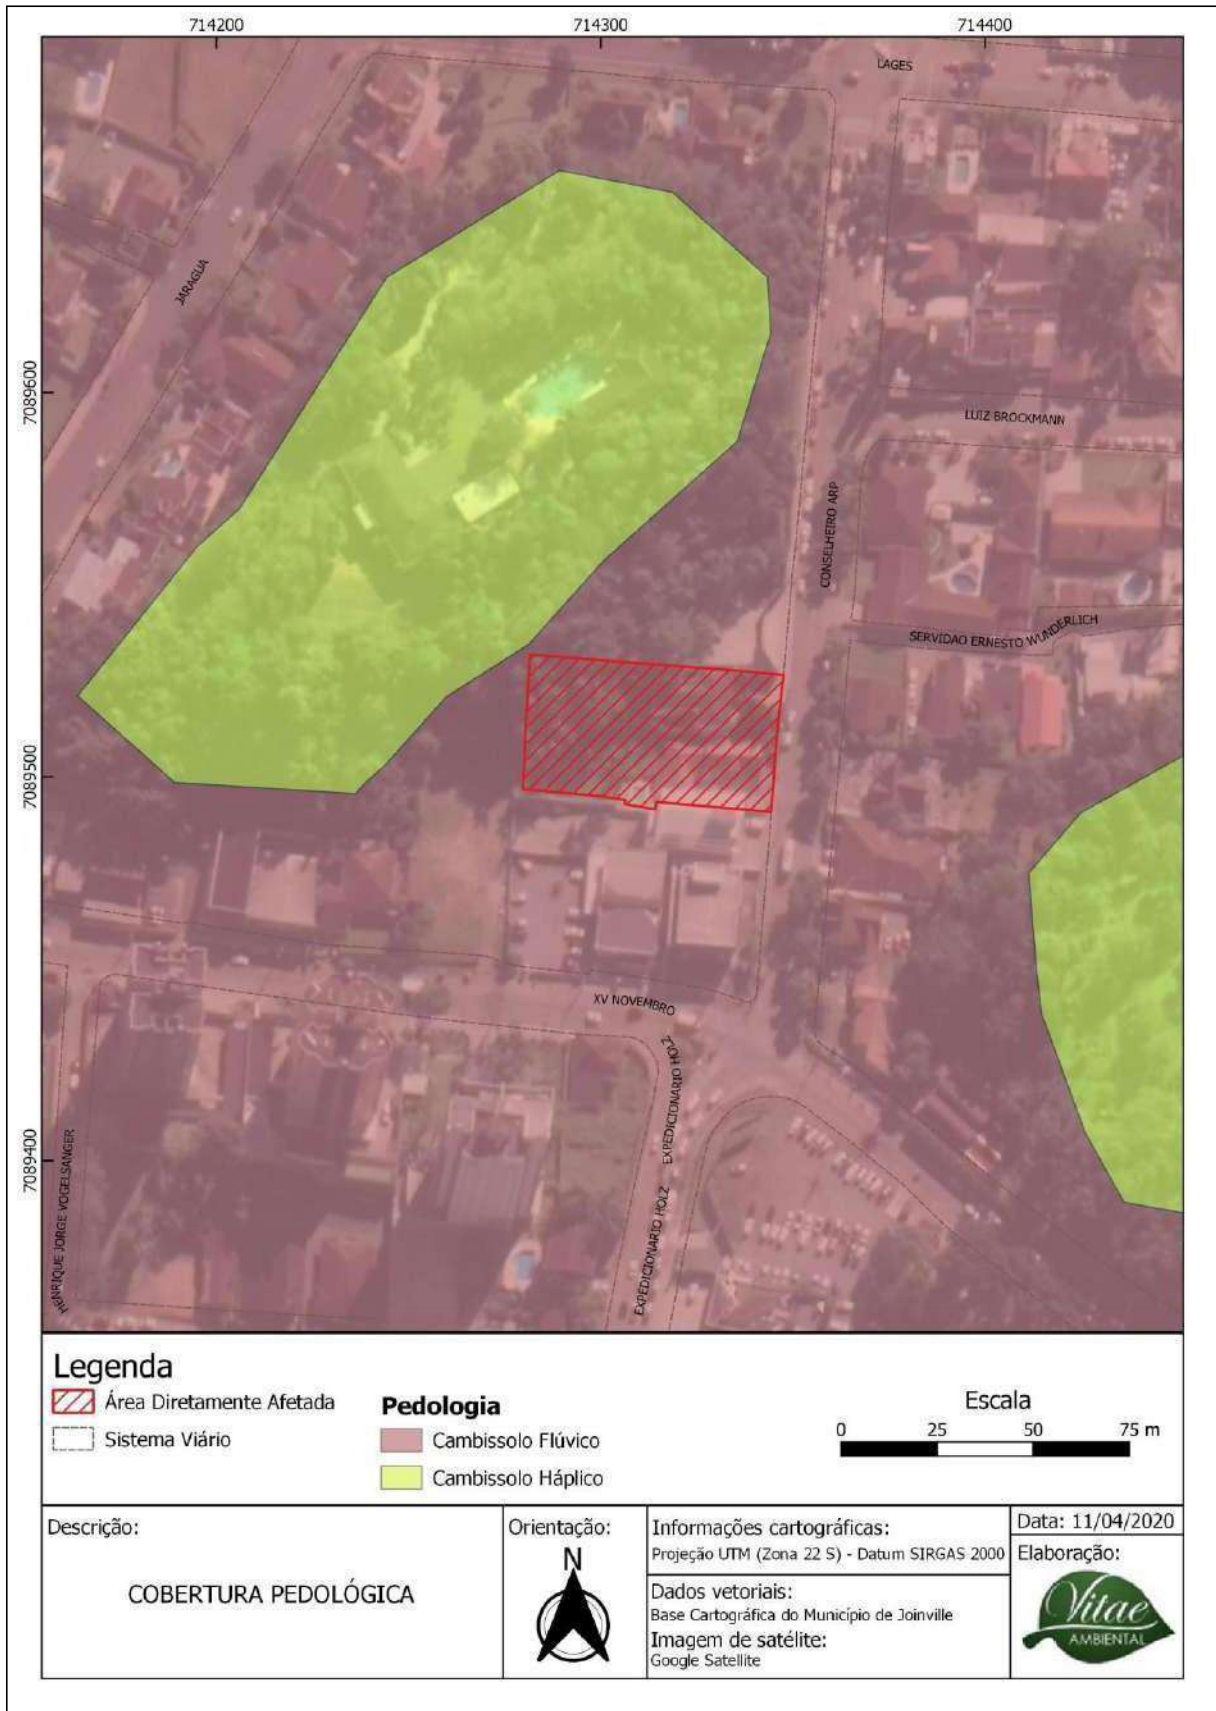 714200
714300
714400
LAGES
JARAGUA
7089600
LUIZ BROCKMANN
CONSELHEIRO ARP
SERVIDAO ERNESTO WUNDERLICH
7089500
XV NOVEMBRO
EXPEDICIONARIO HOLZ
7089400
HENRIQUE JORGE VOGELSANGER
EXPEDICIONARIO HOLZ
Legenda
Área Diretamente Afetada
Sistema Viário
Pedologia
Cambissolo Flúvico
Cambissolo Háplico
Escala
0 25 50 75 m
Descrição:
COBERTURA PEDOLÓGICA
Orientação:
N
Informações cartográficas:
Projeção UTM (Zona 22 S) - Datum SIRGAS 2000
Dados vetoriais:
Base Cartográfica do Município de Joinville
Imagem de satélite:
Google Satellite
Data: 11/04/2020
Elaboração:
Vitae
AMBIENTAL